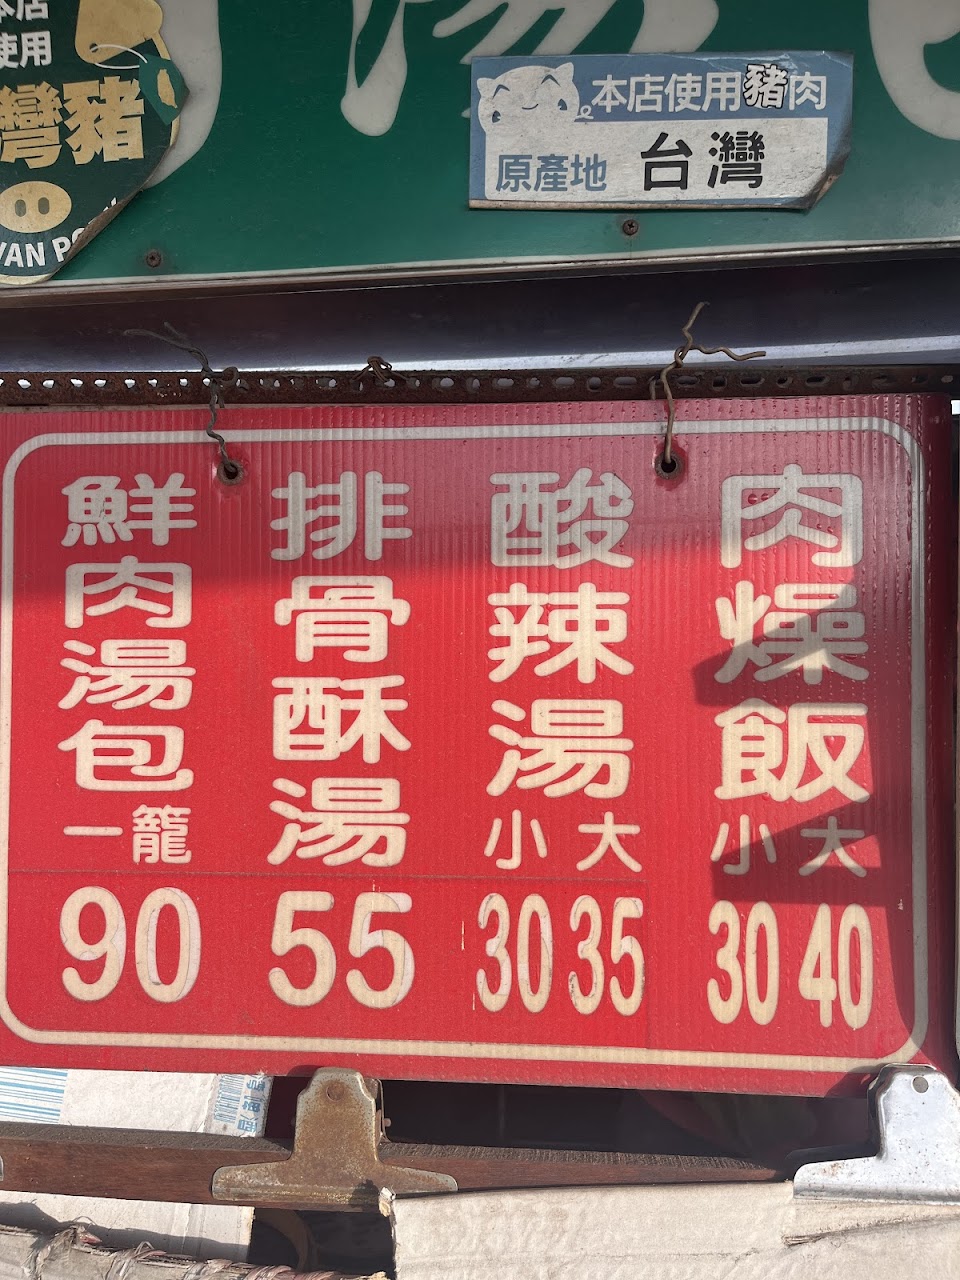 本店
使用
灣豬
WAN PO
本店使用豬肉
原產地 台灣
肉燥飯 小 大 30 40
酸辣湯 小 大 30 35
排骨酥湯 55
鮮肉湯包 一籠 90